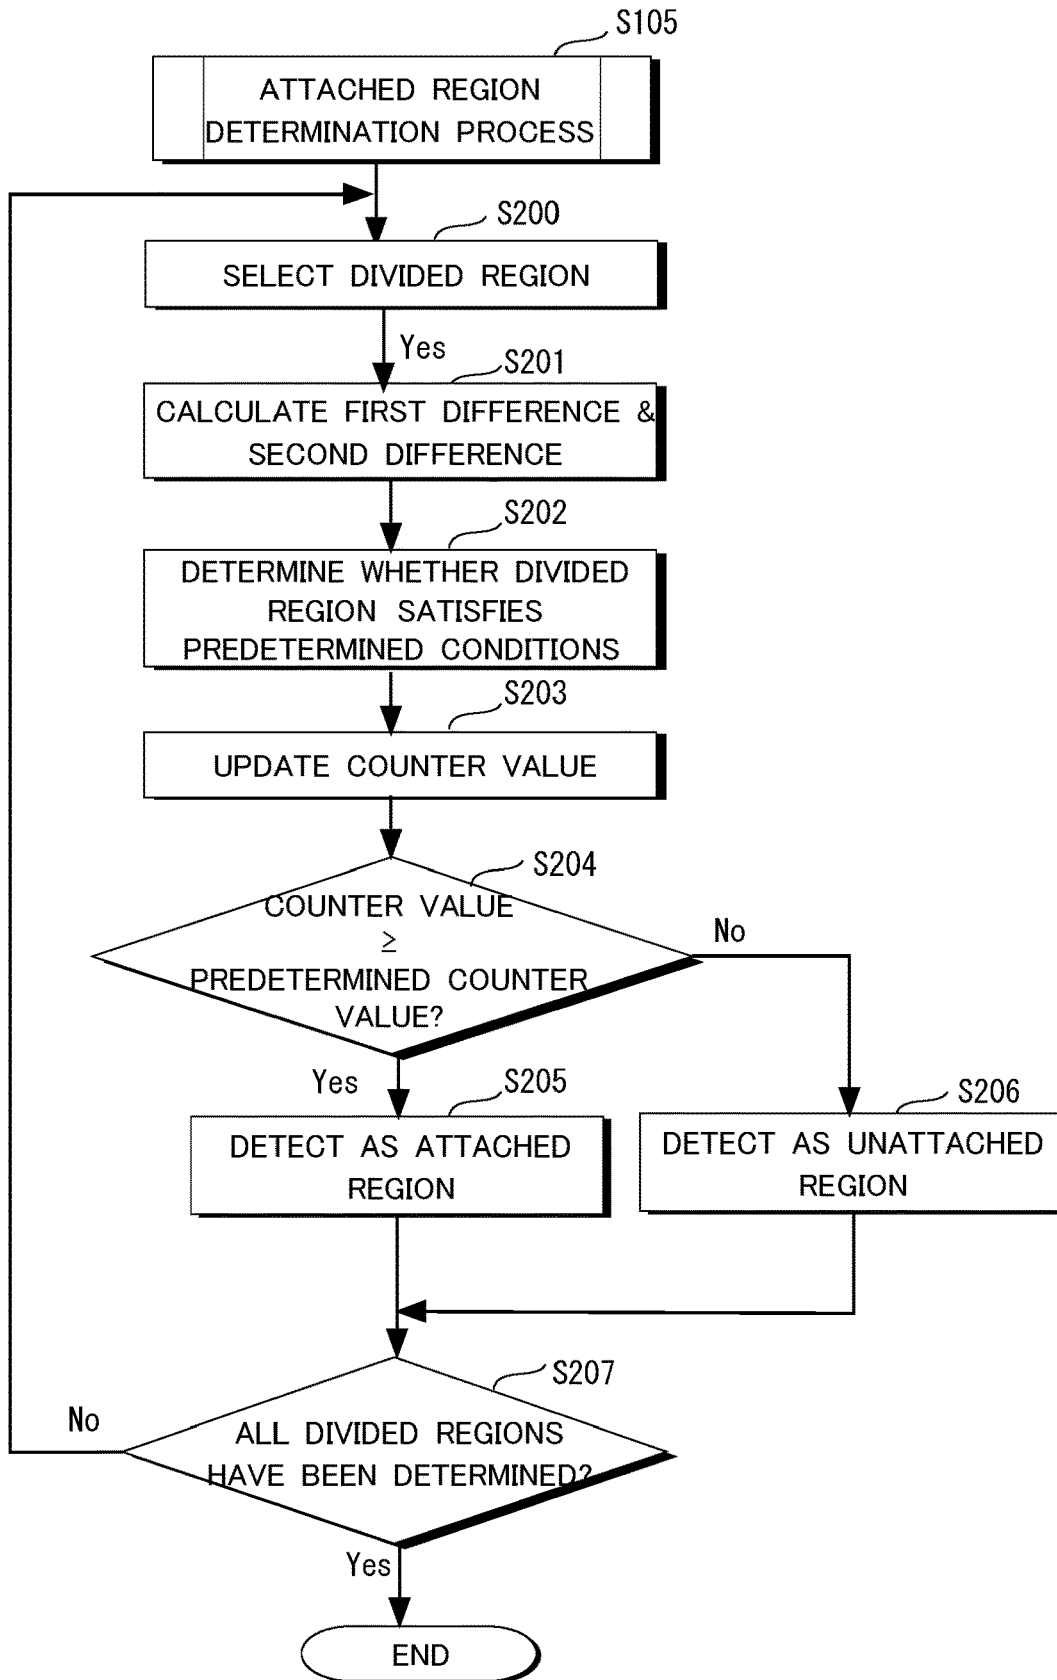 S105
ATTACHED REGION
DETERMINATION PROCESS
S200
SELECT DIVIDED REGION
Yes
S201
CALCULATE FIRST DIFFERENCE &
SECOND DIFFERENCE
S202
DETERMINE WHETHER DIVIDED
REGION SATISFIES
PREDETERMINED CONDITIONS
S203
UPDATE COUNTER VALUE
S204
COUNTER VALUE
≥
PREDETERMINED COUNTER
VALUE?
No
Yes
S205
DETECT AS ATTACHED
REGION
S206
DETECT AS UNATTACHED
REGION
S207
No
ALL DIVIDED REGIONS
HAVE BEEN DETERMINED?
Yes
END